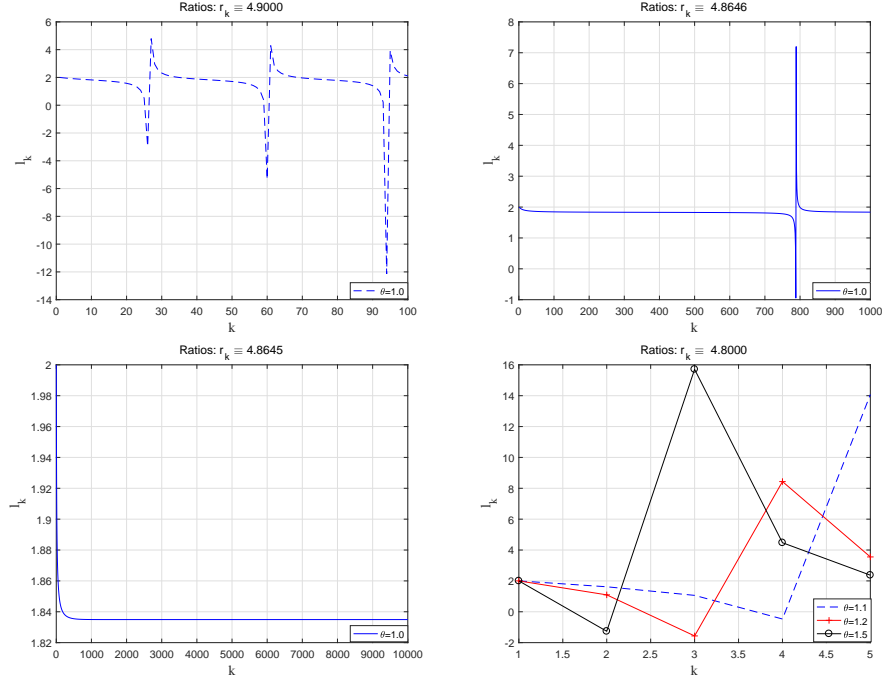 Ratios: r_k ≡ 4.9000
6
4
2
0
-2
-4
-6
-8
-10
-12
-14
l_k
0 10 20 30 40 50 60 70 80 90 100
k
θ=1.0
Ratios: r_k ≡ 4.8646
8
7
6
5
4
3
2
1
0
-1
l_k
0 100 200 300 400 500 600 700 800 900 1000
k
θ=1.0
Ratios: r_k ≡ 4.8645
2
1.98
1.96
1.94
1.92
1.9
1.88
1.86
1.84
1.82
l_k
0 1000 2000 3000 4000 5000 6000 7000 8000 9000 10000
k
θ=1.0
Ratios: r_k ≡ 4.8000
16
14
12
10
8
6
4
2
0
-2
l_k
1 1.5 2 2.5 3 3.5 4 4.5 5
k
θ=1.1
θ=1.2
θ=1.5